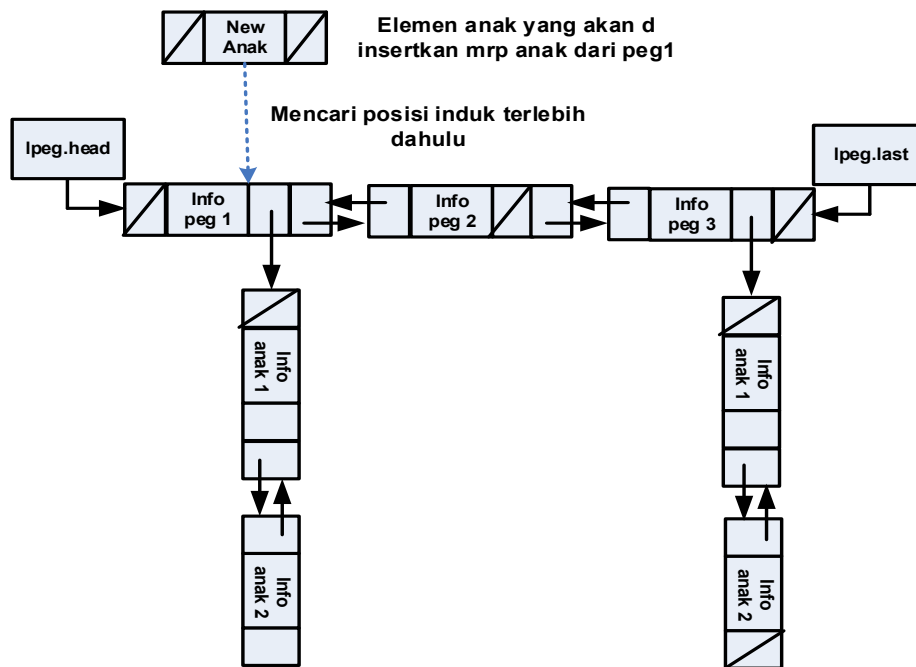 New
Anak
Elemen anak yang akan d
insertkan mrp anak dari peg1
Mencari posisi induk terlebih
dahulu
lpeg.head
lpeg.last
Info
peg 1
Info
peg 2
Info
peg 3
Info
anak 1
Info
anak 1
Info
anak 2
Info
anak 2